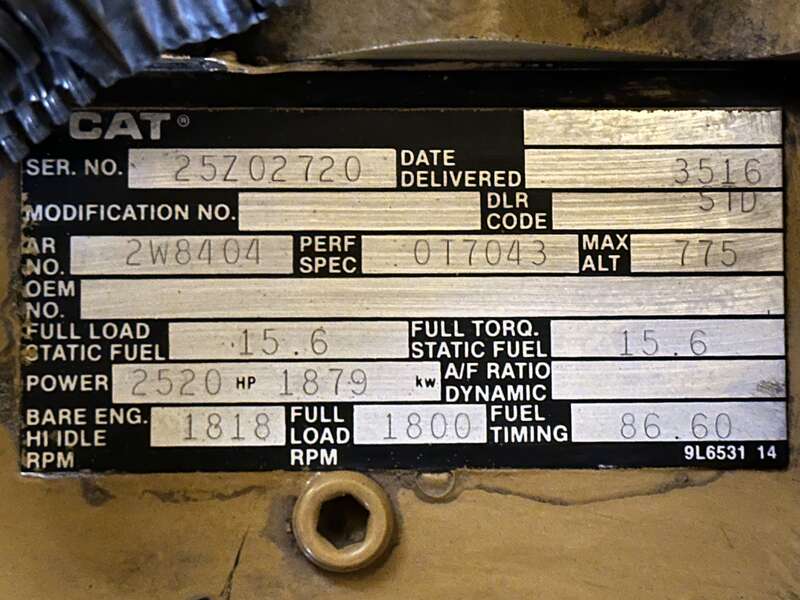 CAT®
SER. NO. 25Z02720 DATE DELIVERED 3516
MODIFICATION NO. DLR CODE STD
AR NO. 2W8404 PERF SPEC 0T7043 MAX ALT 775
OEM NO.
FULL LOAD STATIC FUEL 15.6 FULL TORQ. STATIC FUEL 15.6
POWER 2520 HP 1879 kw A/F RATIO DYNAMIC
BARE ENG. HI IDLE RPM 1818 FULL LOAD RPM 1800 FUEL TIMING 86.60
9L6531 14